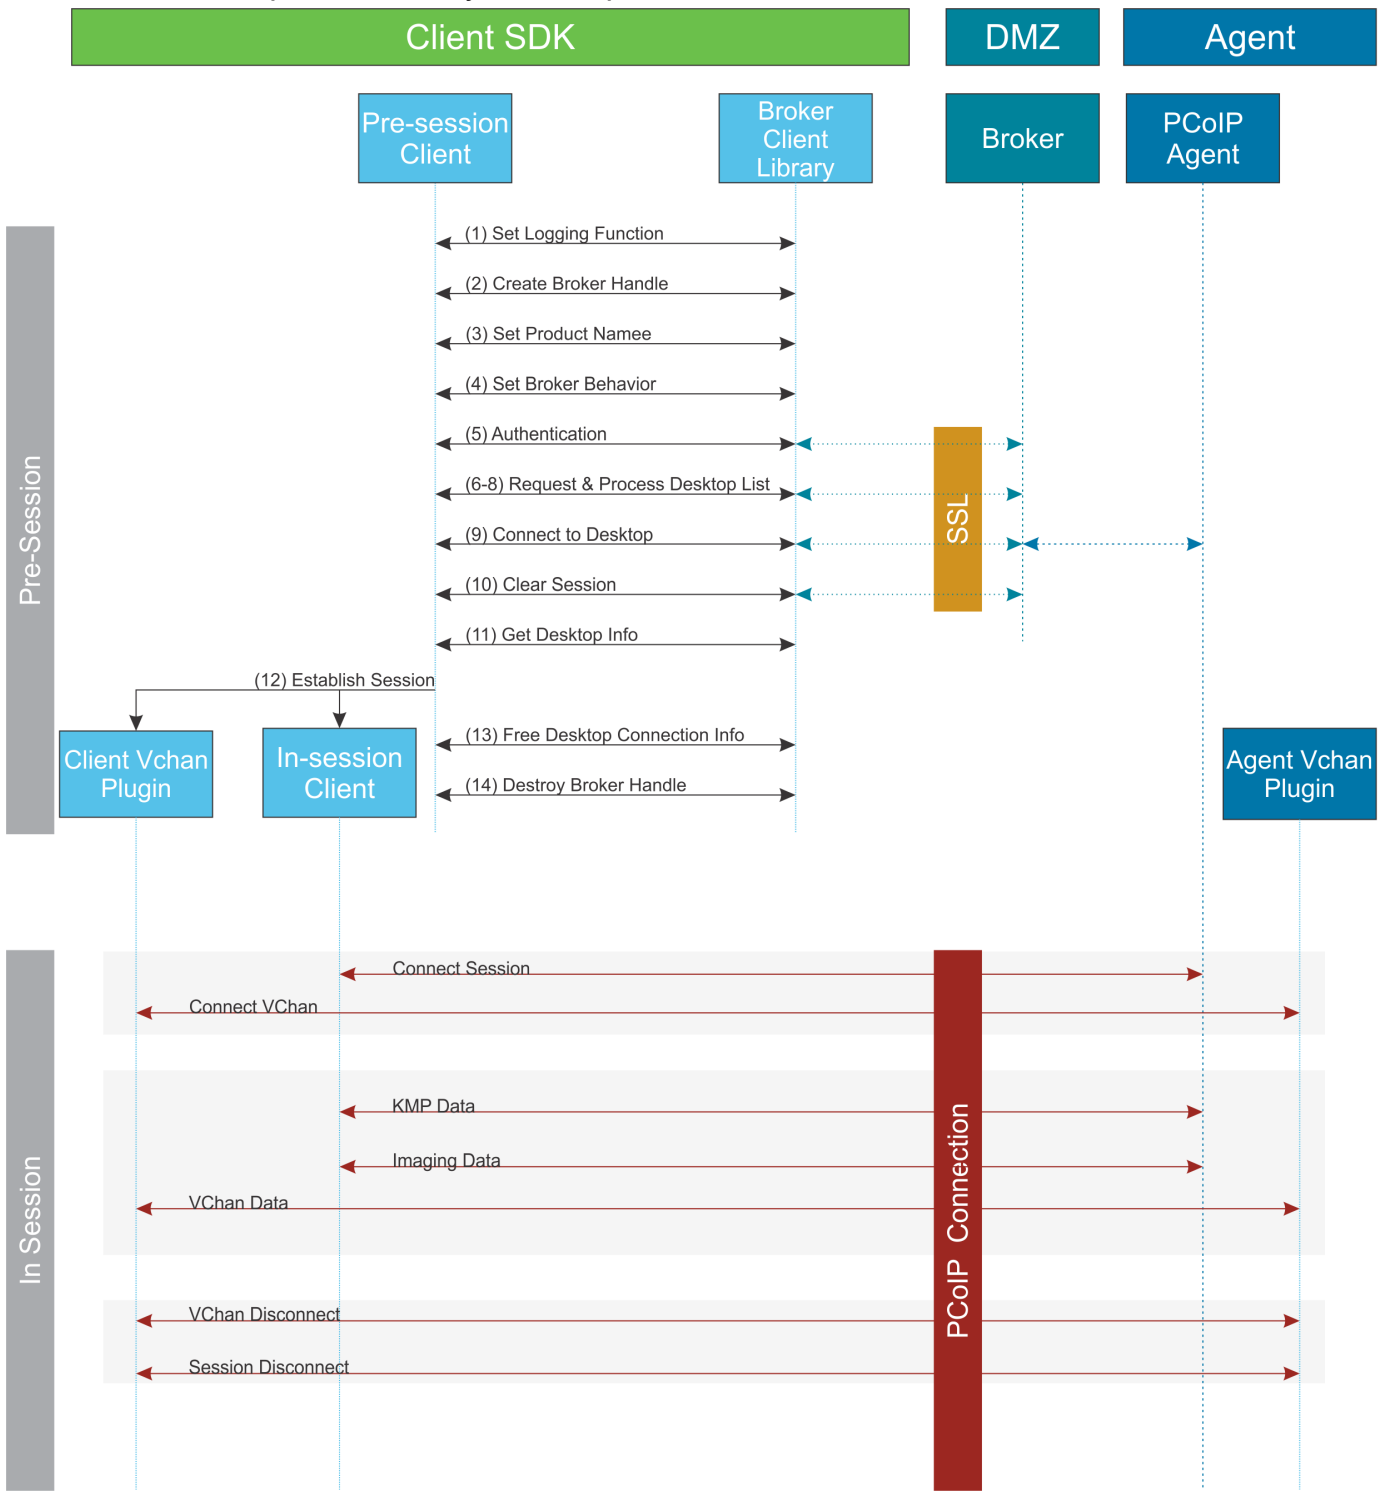 Client SDK
DMZ
Agent
Pre-session
Client
Broker
Client
Library
Broker
PCoIP
Agent
Pre-Session
(1) Set Logging Function
(2) Create Broker Handle
(3) Set Product Namee
(4) Set Broker Behavior
(5) Authentication
(6-8) Request & Process Desktop List
(9) Connect to Desktop
(10) Clear Session
(11) Get Desktop Info
SSL
(12) Establish Session
Client Vchan
Plugin
In-session
Client
(13) Free Desktop Connection Info
(14) Destroy Broker Handle
Agent Vchan
Plugin
In Session
Connect Session
Connect VChan
KMP Data
Imaging Data
VChan Data
VChan Disconnect
Session Disconnect
PCoIP Connection